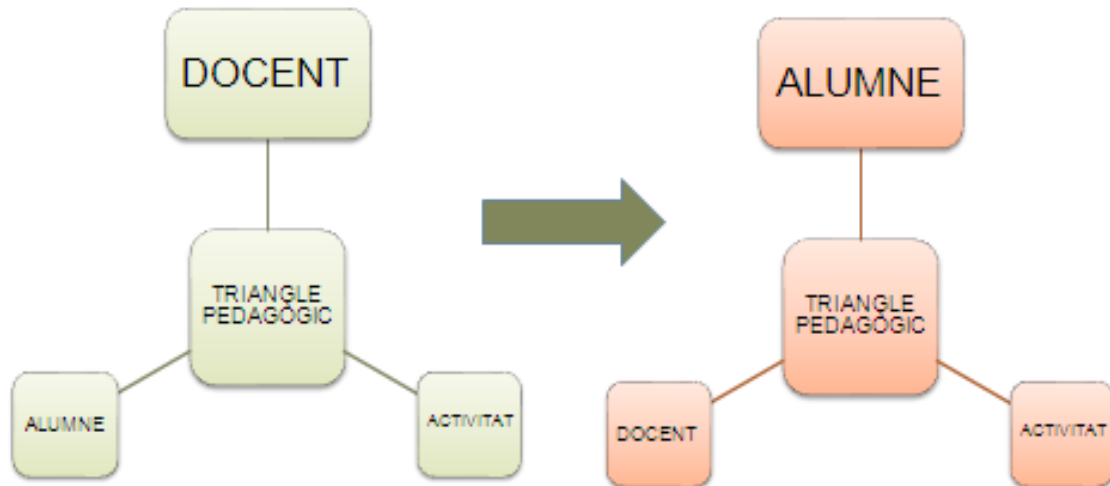 DOCENT
TRIANGLE
PEDAGÒGIC
ALUMNE
ACTIVITAT
ALUMNE
TRIANGLE
PEDAGÒGIC
DOCENT
ACTIVITAT